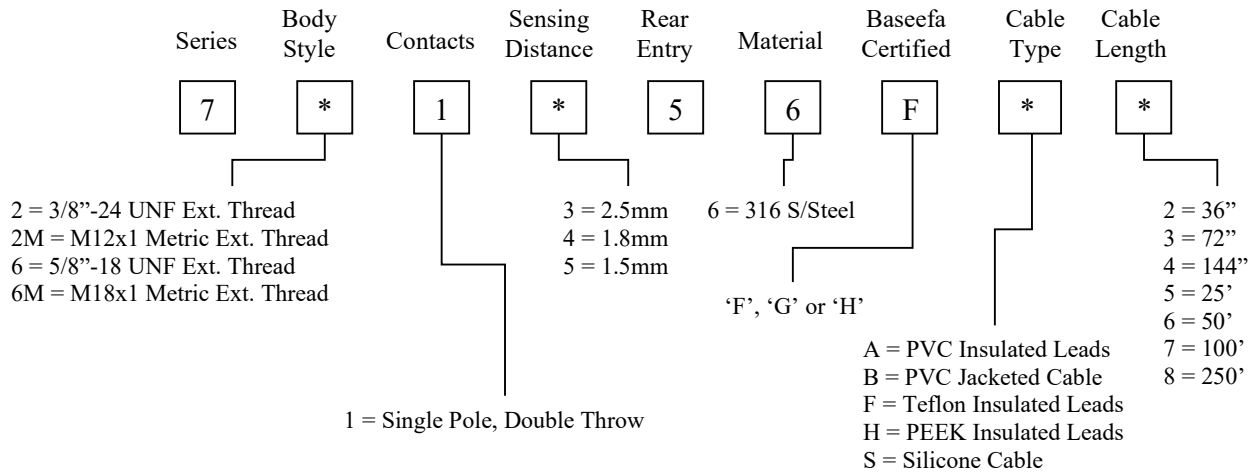 Series
Body
Style
Contacts
Sensing
Distance
Rear
Entry
Material
Baseefa
Certified
Cable
Type
Cable
Length
7 * 1 * 5 6 F * *
2 = 3/8”-24 UNF Ext. Thread
2M = M12x1 Metric Ext. Thread
6 = 5/8”-18 UNF Ext. Thread
6M = M18x1 Metric Ext. Thread
1 = Single Pole, Double Throw
3 = 2.5mm
4 = 1.8mm
5 = 1.5mm
6 = 316 S/Steel
‘F’, ‘G’ or ‘H’
A = PVC Insulated Leads
B = PVC Jacketed Cable
F = Teflon Insulated Leads
H = PEEK Insulated Leads
S = Silicone Cable
2 = 36”
3 = 72”
4 = 144”
5 = 25’
6 = 50’
7 = 100’
8 = 250’